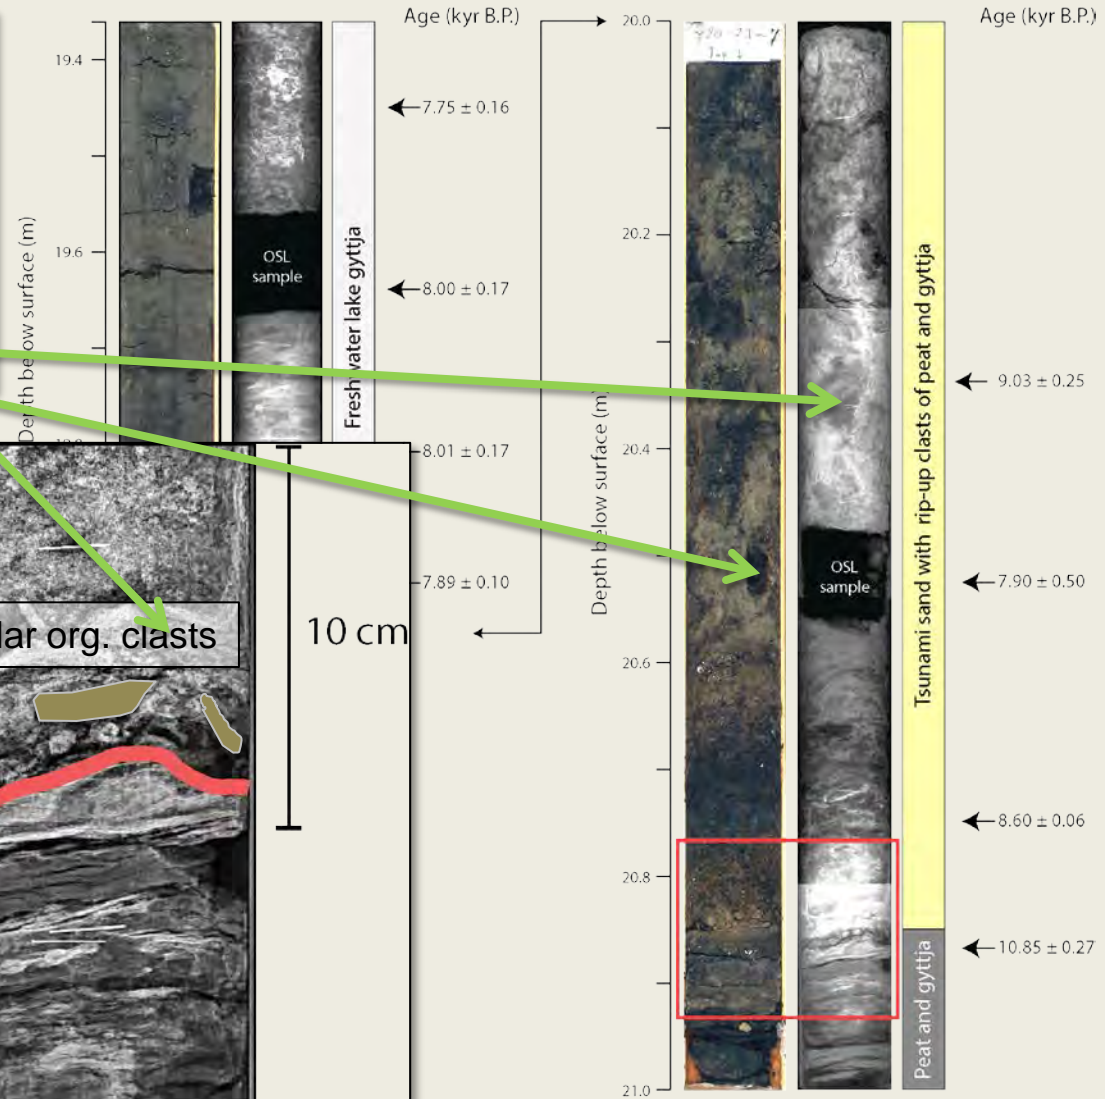 Age (kyr B.P.)
19.4
19.6
Depth below surface (m)
OSL
sample
Freshwater lake gyttja
7.75 ± 0.16
8.00 ± 0.17
8.01 ± 0.17
7.89 ± 0.10
lar org. clasts
10 cm
Age (kyr B.P.)
20.0
20.2
20.4
20.6
20.8
21.0
Depth below surface (m)
OSL
sample
Tsunami sand with rip-up clasts of peat and gyttja
Peat and gyttja
9.03 ± 0.25
7.90 ± 0.50
8.60 ± 0.06
10.85 ± 0.27